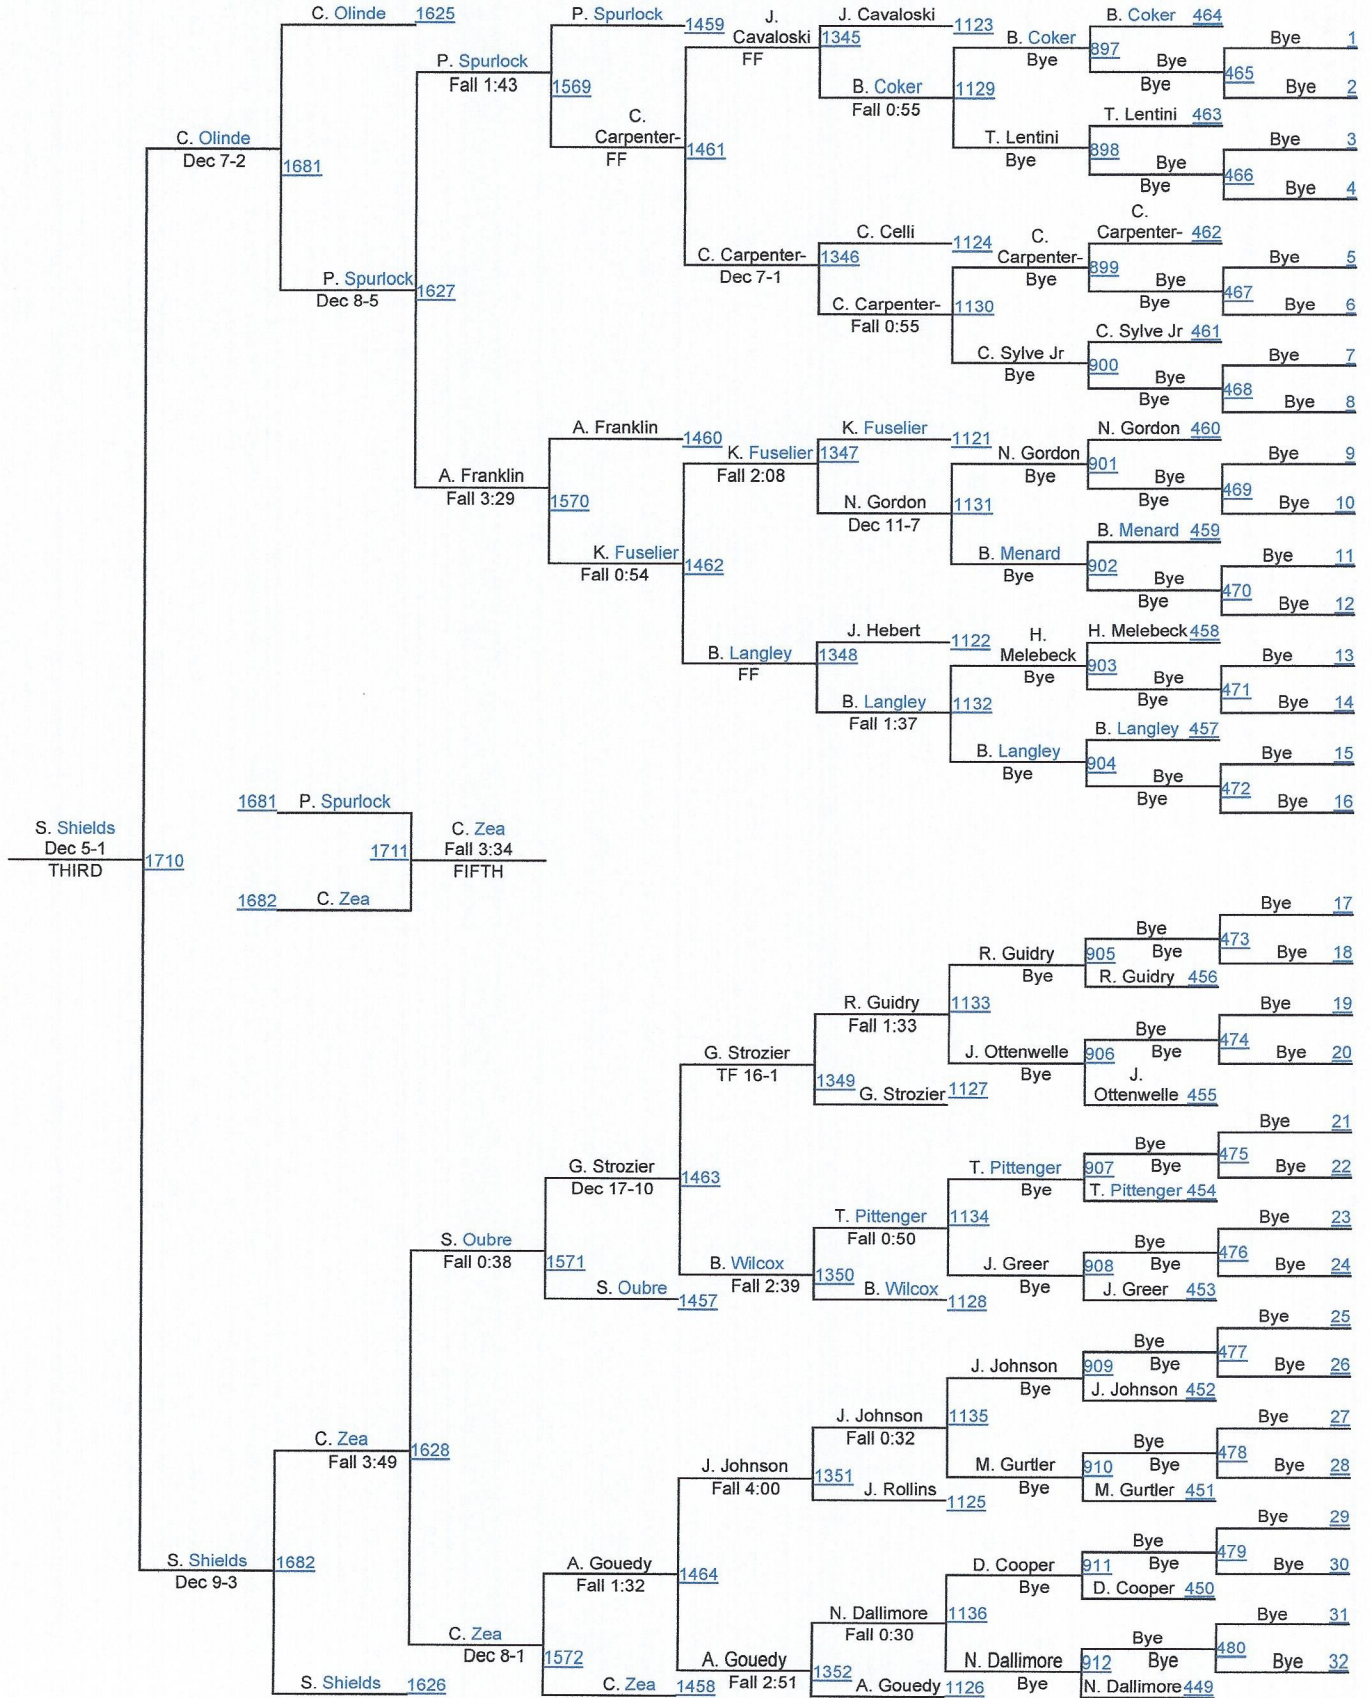 C. Olinde 1625
P. Spurlock 1459
J. Cavaloski
FF
1345
J. Cavaloski 1123
B. Coker 464
Bye 1
B. Coker
Bye
897
Bye
Bye
465
Bye 2
P. Spurlock
Fall 1:43
1569
B. Coker
Fall 0:55
1129
T. Lentini 463
Bye 3
C. Olinde
Dec 7-2
1681
C. Carpenter-
FF
1461
T. Lentini
Bye
898
Bye
Bye
466
Bye 4
C. Carpenter-
Dec 7-1
1346
C. Celli 1124
C. Carpenter-
Bye
899
C. Carpenter- 462
Bye
Bye
467
Bye 5
Bye 6
P. Spurlock
Dec 8-5
1627
C. Carpenter-
Fall 0:55
1130
C. Sylve Jr
Bye
900
C. Sylve Jr 461
Bye
Bye
468
Bye 7
Bye 8
A. Franklin 1460
K. Fuselier
Fall 2:08
1347
K. Fuselier 1121
N. Gordon
Bye
901
N. Gordon 460
Bye
Bye
469
Bye 9
Bye 10
A. Franklin
Fall 3:29
1570
N. Gordon
Dec 11-7
1131
B. Menard
Bye
902
B. Menard 459
Bye
Bye
470
Bye 11
Bye 12
K. Fuselier
Fall 0:54
1462
B. Langley
FF
1348
J. Hebert 1122
H. Melebeck
Bye
903
H. Melebeck 458
Bye
Bye
471
Bye 13
Bye 14
B. Langley
Fall 1:37
1132
B. Langley
Bye
904
B. Langley 457
Bye
Bye
472
Bye 15
Bye 16
1681 P. Spurlock
S. Shields
Dec 5-1
THIRD
1710
1711
C. Zea
Fall 3:34
FIFTH
1682 C. Zea
R. Guidry
Bye
905
Bye
Bye
R. Guidry 456
473
Bye 17
Bye 18
R. Guidry
Fall 1:33
1133
G. Strozier
TF 16-1
1349
G. Strozier 1127
J. Ottenwelle
Bye
906
Bye
Bye
J. Ottenwelle 455
474
Bye 19
Bye 20
G. Strozier
Dec 17-10
1463
T. Pittenger
Bye
907
Bye
Bye
T. Pittenger 454
475
Bye 21
Bye 22
S. Oubre
Fall 0:38
1571
S. Oubre 1457
B. Wilcox
Fall 2:39
1350
T. Pittenger
Fall 0:50
1134
B. Wilcox 1128
J. Greer
Bye
908
Bye
Bye
J. Greer 453
476
Bye 23
Bye 24
J. Johnson
Bye
909
Bye
Bye
J. Johnson 452
477
Bye 25
Bye 26
C. Zea
Fall 3:49
1628
J. Johnson
Fall 4:00
1351
J. Johnson
Fall 0:32
1135
J. Rollins 1125
M. Gurtler
Bye
910
Bye
Bye
M. Gurtler 451
478
Bye 27
Bye 28
S. Shields
Dec 9-3
1682
A. Gouedy
Fall 1:32
1464
D. Cooper
Bye
911
Bye
Bye
D. Cooper 450
479
Bye 29
Bye 30
C. Zea
Dec 8-1
1572
A. Gouedy
Fall 2:51
1352
N. Dallimore
Fall 0:30
1136
N. Dallimore
Bye
912
Bye
Bye
N. Dallimore 449
480
Bye 31
Bye 32
S. Shields 1626
C. Zea 1458
A. Gouedy 1126